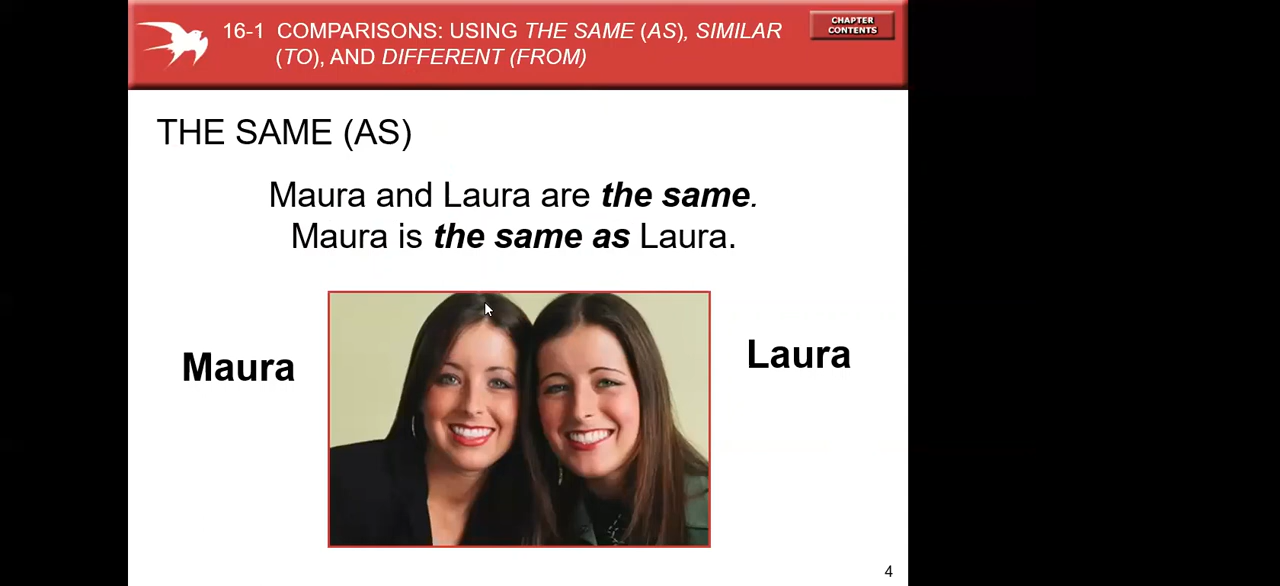 16-1 COMPARISONS: USING THE SAME (AS), SIMILAR
(TO), AND DIFFERENT (FROM)
CHAPTER
CONTENTS
THE SAME (AS)
Maura and Laura are the same.
Maura is the same as Laura.
Maura
Laura
4